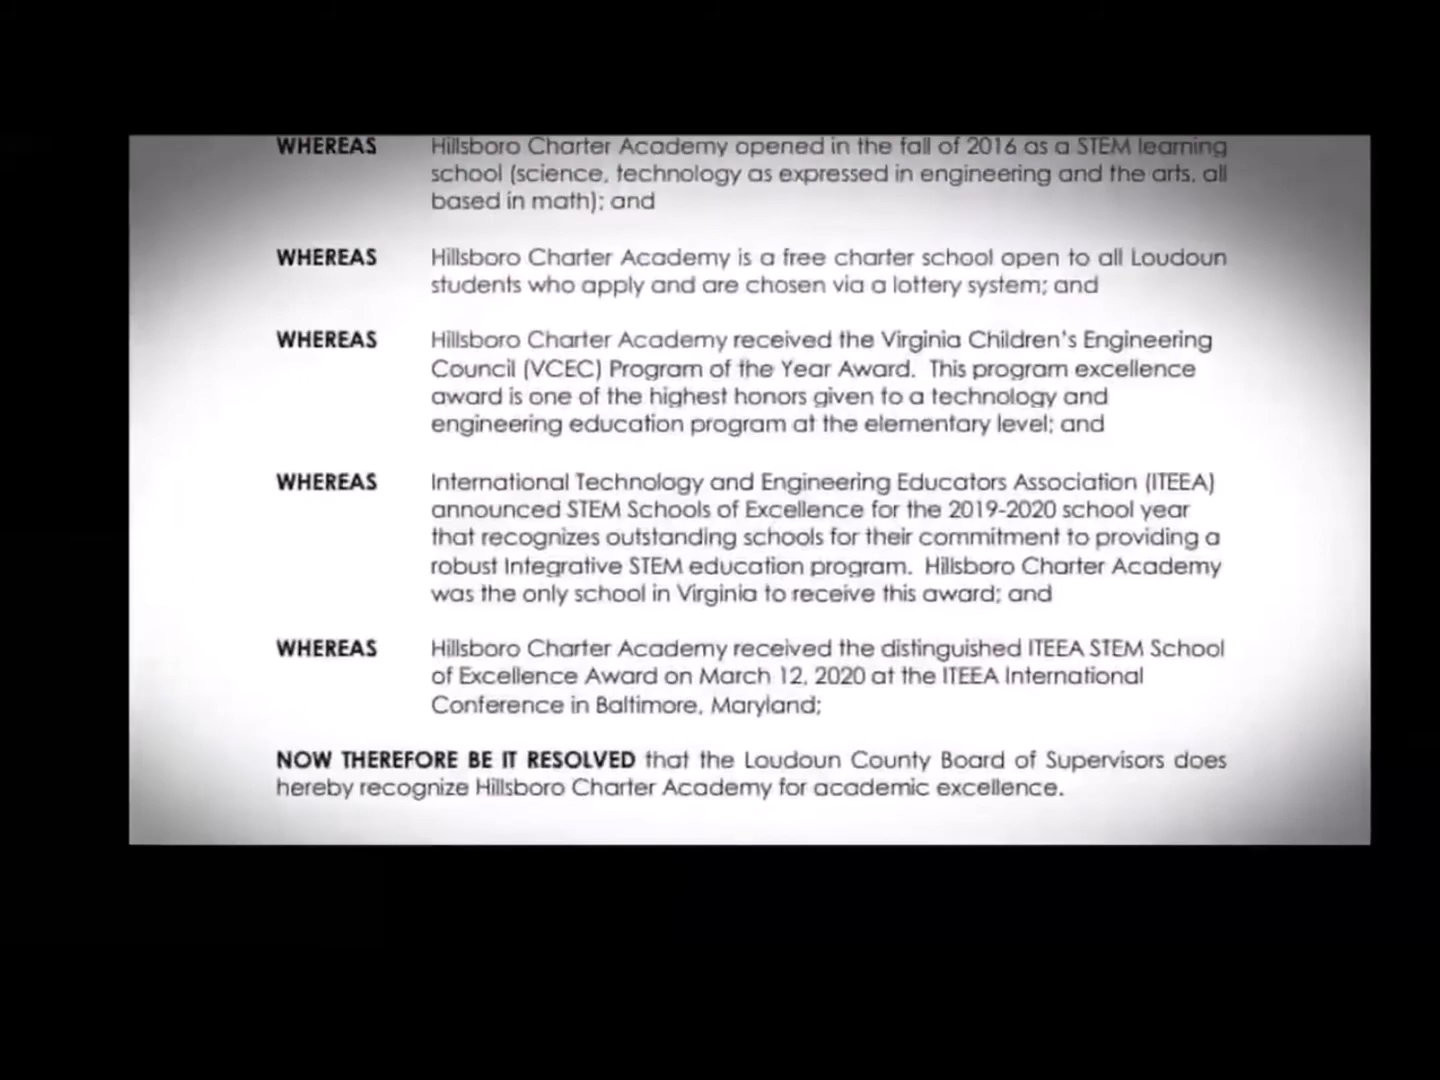 WHEREAS Hillsboro Charter Academy opened in the fall of 2016 as a STEM learning
school (science, technology as expressed in engineering and the arts, all
based in math); and
WHEREAS Hillsboro Charter Academy is a free charter school open to all Loudoun
students who apply and are chosen via a lottery system; and
WHEREAS Hillsboro Charter Academy received the Virginia Children's Engineering
Council (VCEC) Program of the Year Award. This program excellence
award is one of the highest honors given to a technology and
engineering education program at the elementary level; and
WHEREAS International Technology and Engineering Educators Association (ITEEA)
announced STEM Schools of Excellence for the 2019-2020 school year
that recognizes outstanding schools for their commitment to providing a
robust Integrative STEM education program. Hillsboro Charter Academy
was the only school in Virginia to receive this award; and
WHEREAS Hillsboro Charter Academy received the distinguished ITEEA STEM School
of Excellence Award on March 12, 2020 at the ITEEA International
Conference in Baltimore, Maryland;
NOW THEREFORE BE IT RESOLVED that the Loudoun County Board of Supervisors does
hereby recognize Hillsboro Charter Academy for academic excellence.